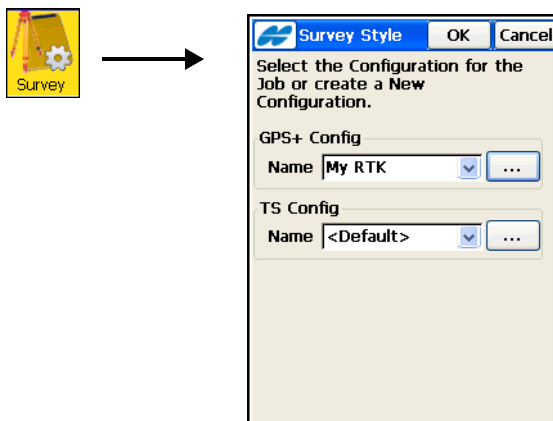 Survey
Survey Style OK Cancel
Select the Configuration for the
Job or create a New
Configuration.
GPS+ Config
Name My RTK ...
TS Config
Name <Default> ...